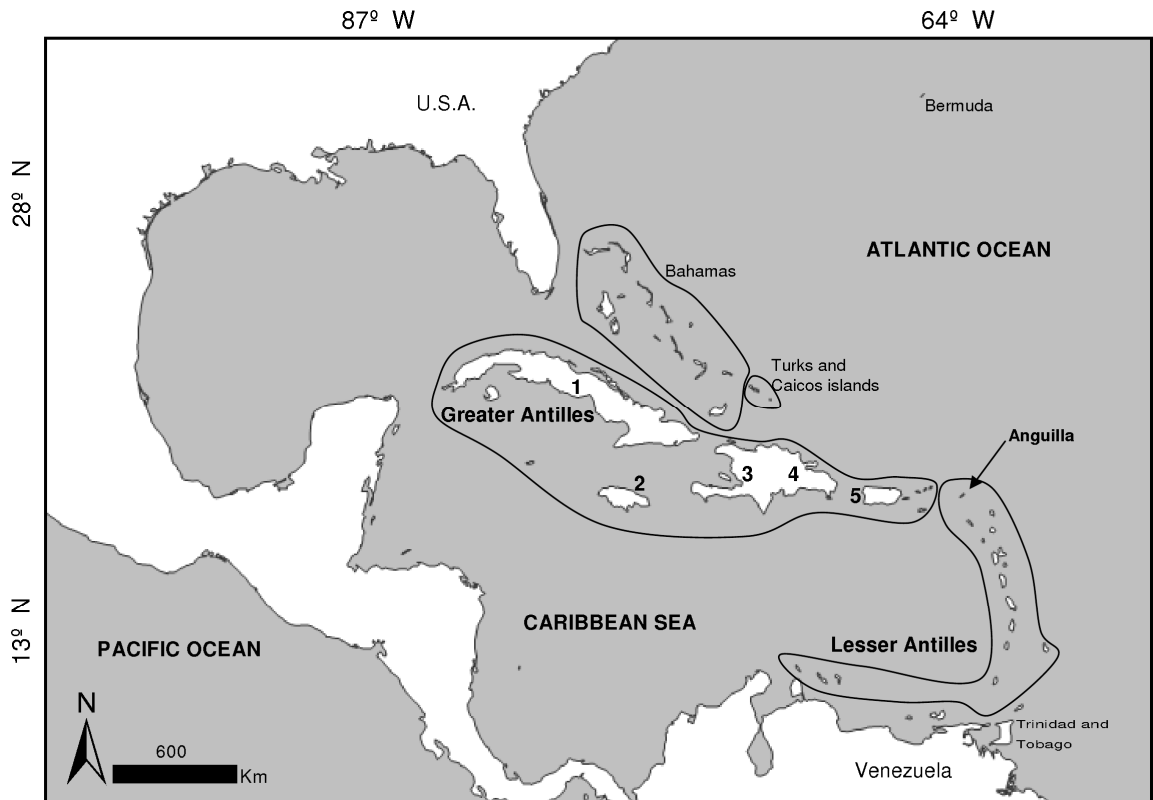 87º W
64º W
U.S.A.
Bermuda
28º N
ATLANTIC OCEAN
Bahamas
Turks and
Caicos islands
1
Greater Antilles
Anguilla
2
3
4
5
13º N
CARIBBEAN SEA
PACIFIC OCEAN
Lesser Antilles
N
600
Km
Trinidad and
Tobago
Venezuela